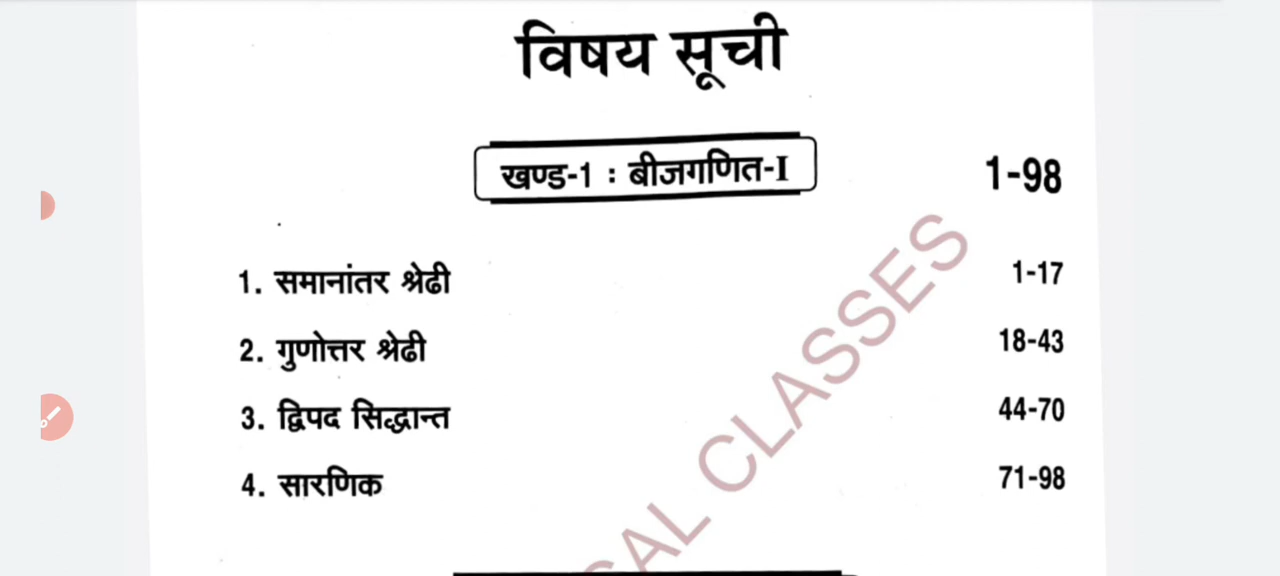 विषय सूची
खण्ड-1 : बीजगणित-I 1-98
1. समानांतर श्रेढी 1-17
2. गुणोत्तर श्रेढी 18-43
3. द्विपद सिद्धान्त 44-70
4. सारणिक 71-98
CLASSES